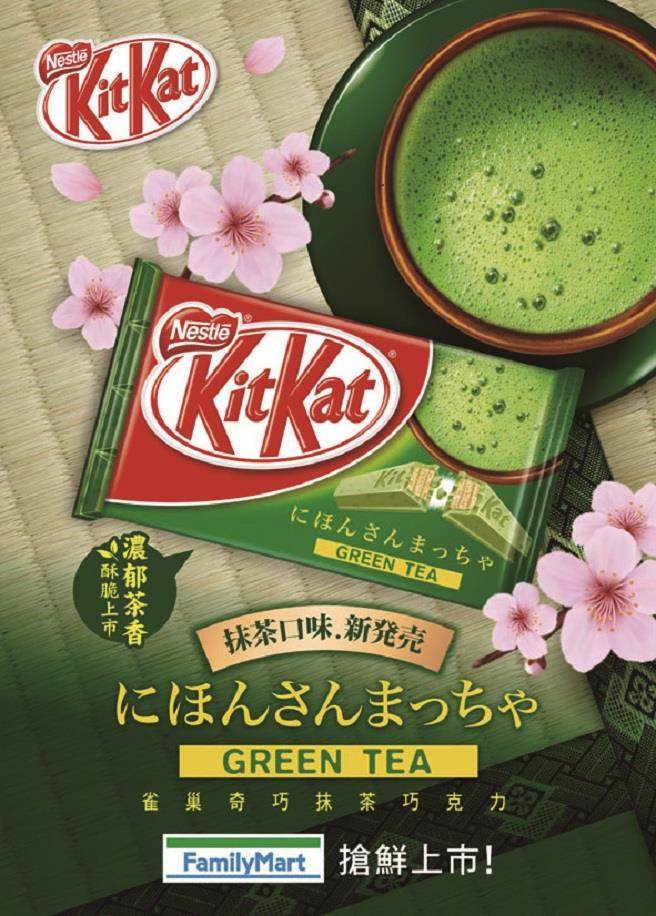 Nestlé
KitKat
Nestlé
KitKat
Kit
Kat
にほんさんまっちゃ
GREEN TEA
濃郁茶香
酥脆上市
抹茶口味.新発売
にほんさんまっちゃ
GREEN TEA
雀巢奇巧抹茶巧克力
FamilyMart 搶鮮上市!